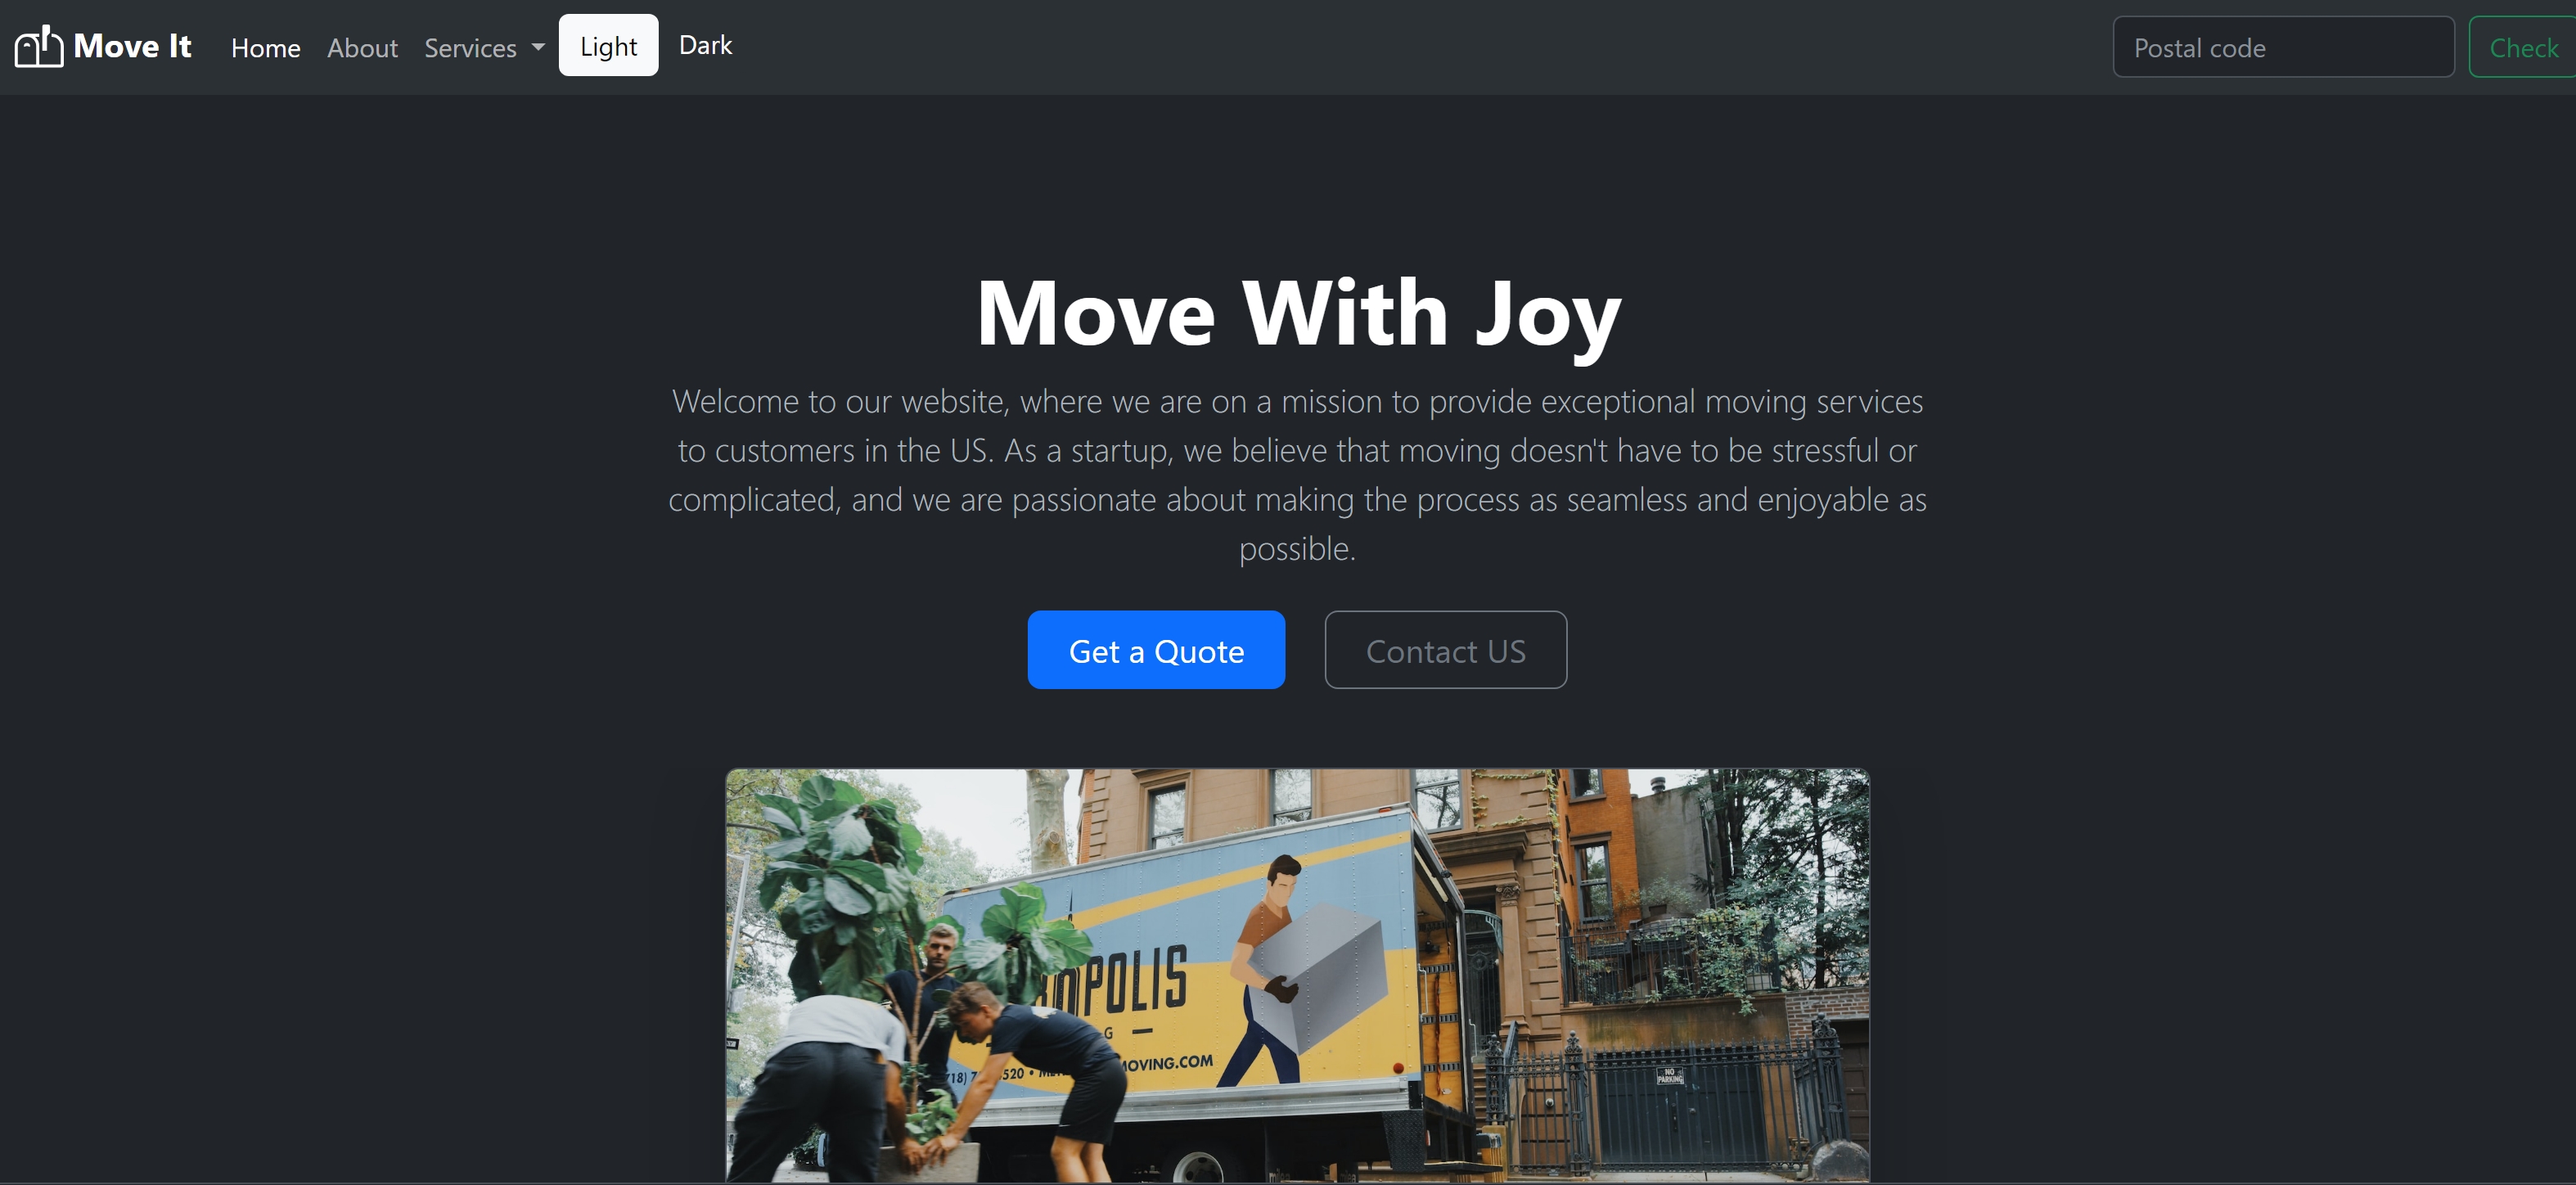 Move It
Home
About
Services
Light
Dark
Postal code
Check
Move With Joy
Welcome to our website, where we are on a mission to provide exceptional moving services
to customers in the US. As a startup, we believe that moving doesn't have to be stressful or
complicated, and we are passionate about making the process as seamless and enjoyable as
possible.
Get a Quote
Contact US
POLIS
G —
520 •
MOVING.COM
NO
PARKING